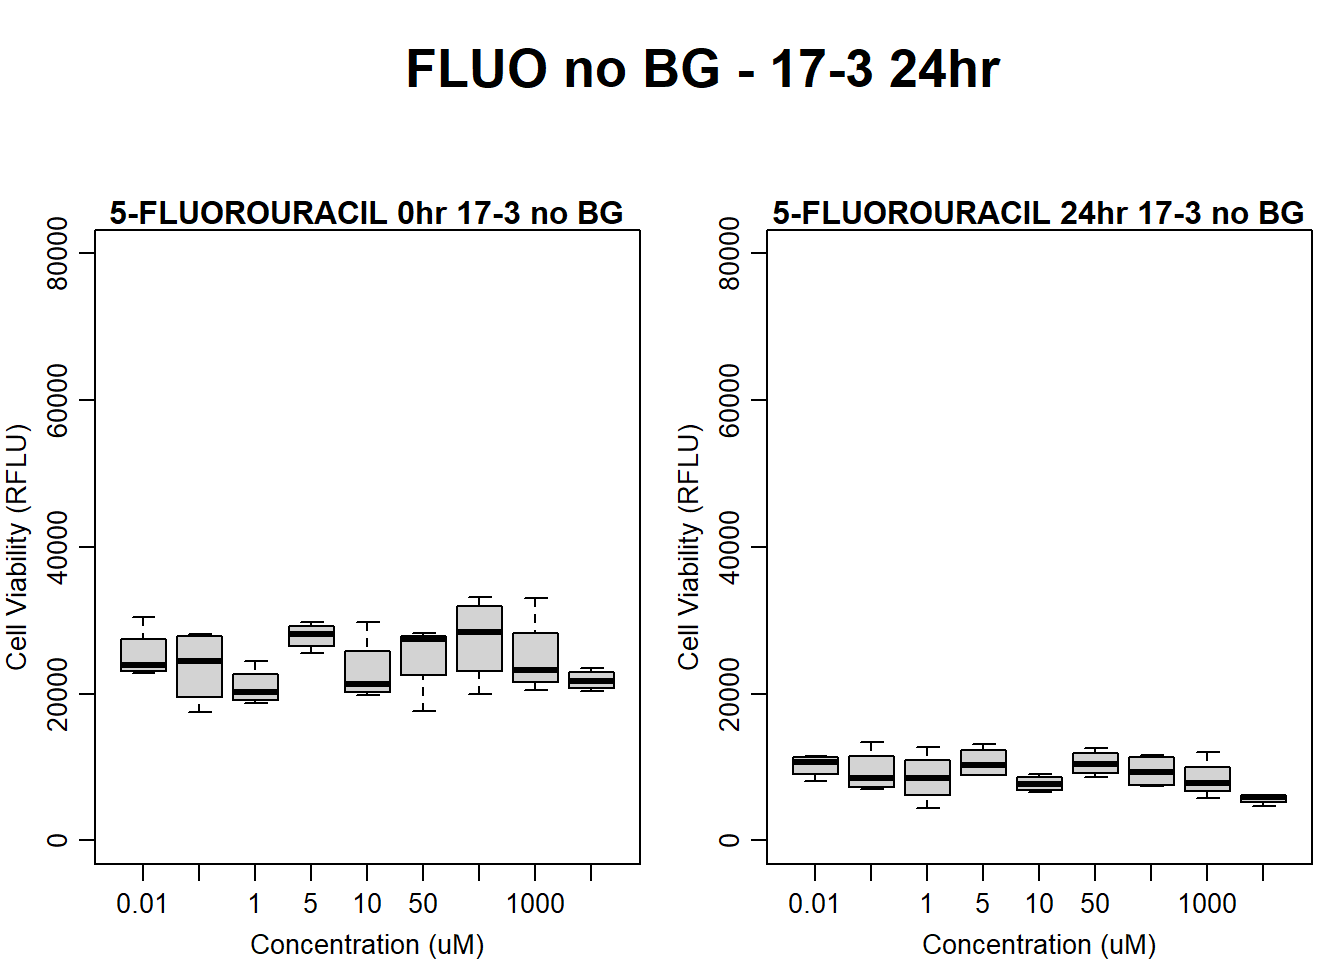 FLUO no BG - 17-3 24hr
5-FLUOROURACIL 0hr 17-3 no BG
Cell Viability (RFLU)
80000
60000
40000
20000
0
0.01 1 5 10 50 1000
Concentration (uM)
5-FLUOROURACIL 24hr 17-3 no BG
Cell Viability (RFLU)
80000
60000
40000
20000
0
0.01 1 5 10 50 1000
Concentration (uM)